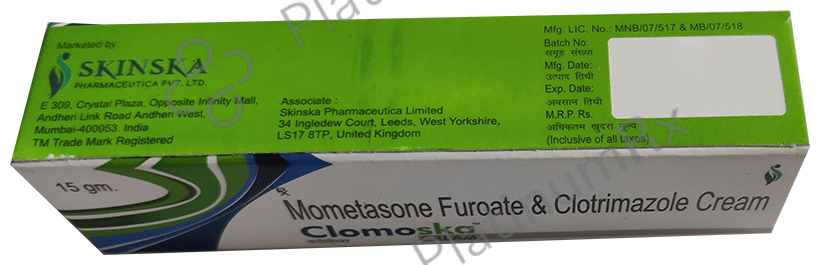 Marketed by:
SKINSKA
PHARMACEUTICA PVT. LTD.
E 309, Crystal Plaza, Opposite Infinity Mall,
Andheri Link Road Andheri West,
Mumbai-400053. India
TM Trade Mark Registered
Associate :
Skinska Pharmaceutica Limited
34 Ingledew Court, Leeds, West Yorkshire,
LS17 8TP, United Kingdom
Mfg. LIC. No.: MNB/07/517 & MB/07/518
Batch No:
समूह संख्या
Mfg. Date:
उत्पाद तिथी
Exp. Date:
अवसान तिथी
M.R.P. Rs.
अधिकतम खुदरा मूल्य
(Inclusive of all taxes)
15 gm.
Rx
Mometasone Furoate & Clotrimazole Cream
Clomoska™
PlatinumRx